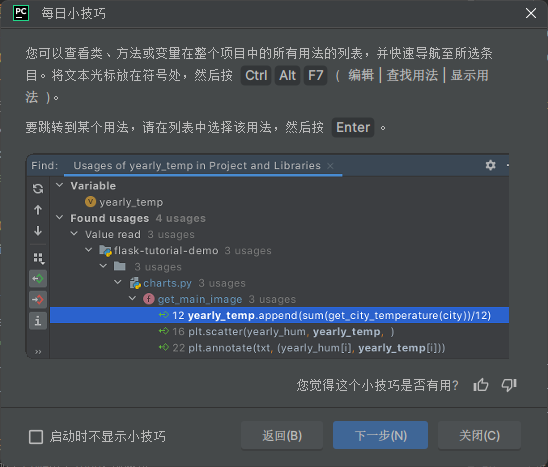 PC 每日小技巧
您可以查看类、方法或变量在整个项目中的所有用法的列表，并快速导航至所选条
目。将文本光标放在符号处，然后按 Ctrl Alt F7 ( 编辑 | 查找用法 | 显示用
法 )。
要跳转到某个用法，请在列表中选择该用法，然后按 Enter 。
Find: Usages of yearly_temp in Project and Libraries
Variable
yearly_temp
Found usages 4 usages
Value read 3 usages
flask-tutorial-demo 3 usages
3 usages
charts.py 3 usages
get_main_image 3 usages
12 yearly_temp.append(sum(get_city_temperature(city))/12)
16 plt.scatter(yearly_hum, yearly_temp, )
22 plt.annotate(txt, (yearly_hum[i], yearly_temp[i]))
您觉得这个小技巧是否有用?
启动时不显示小技巧 返回(B) 下一步(N) 关闭(C)